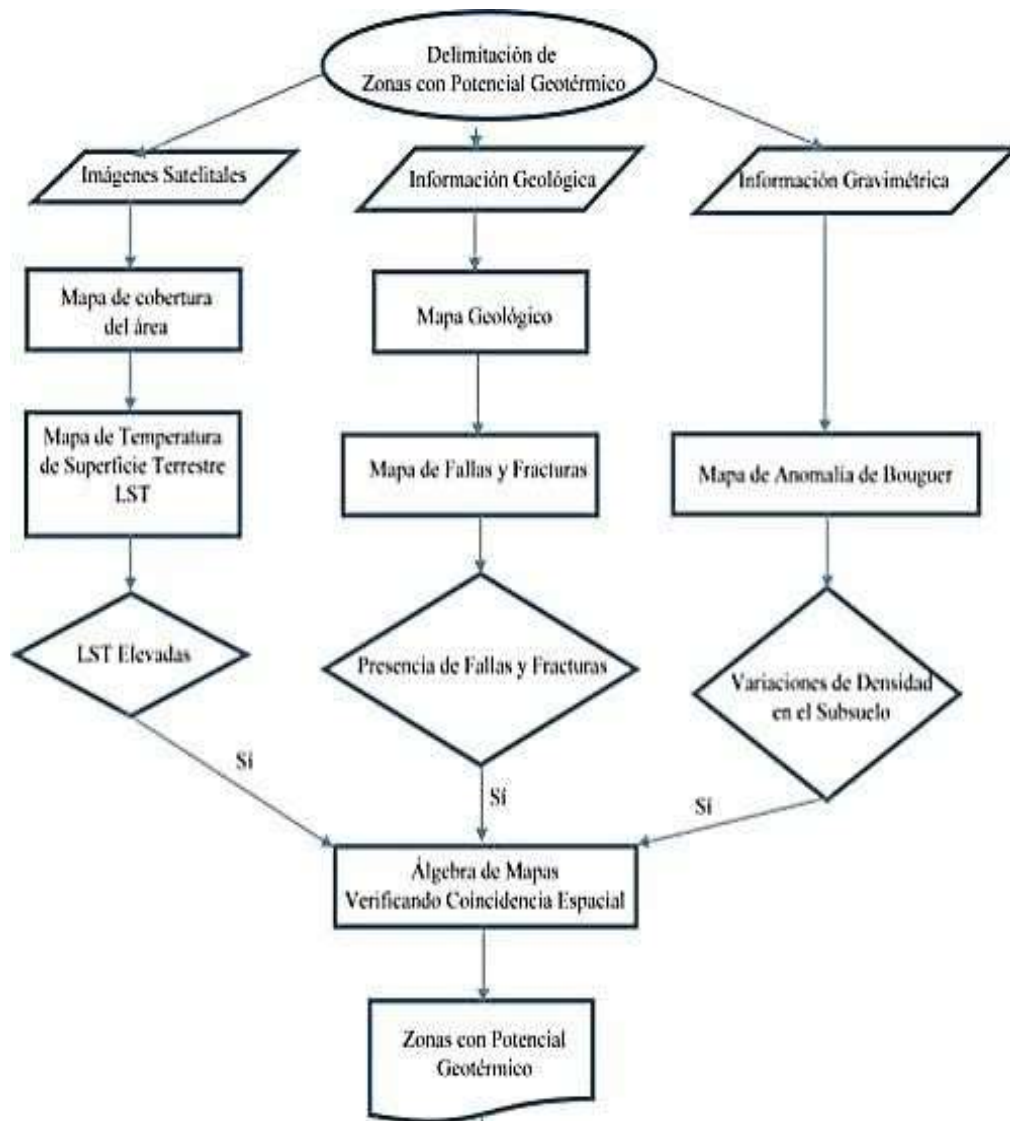 Delimitación de
Zonas con Potencial Geotérmico
Imágenes Satelitales
Información Geológica
Información Gravimétrica
Mapa de cobertura
del área
Mapa Geológico
Mapa de Temperatura
de Superficie Terrestre
LST
Mapa de Fallas y Fracturas
Mapa de Anomalía de Bouguer
LST Elevadas
Presencia de Fallas y Fracturas
Variaciones de Densidad
en el Subsuelo
Sí
Sí
Sí
Álgebra de Mapas
Verificando Coincidencia Espacial
Zonas con Potencial
Geotérmico